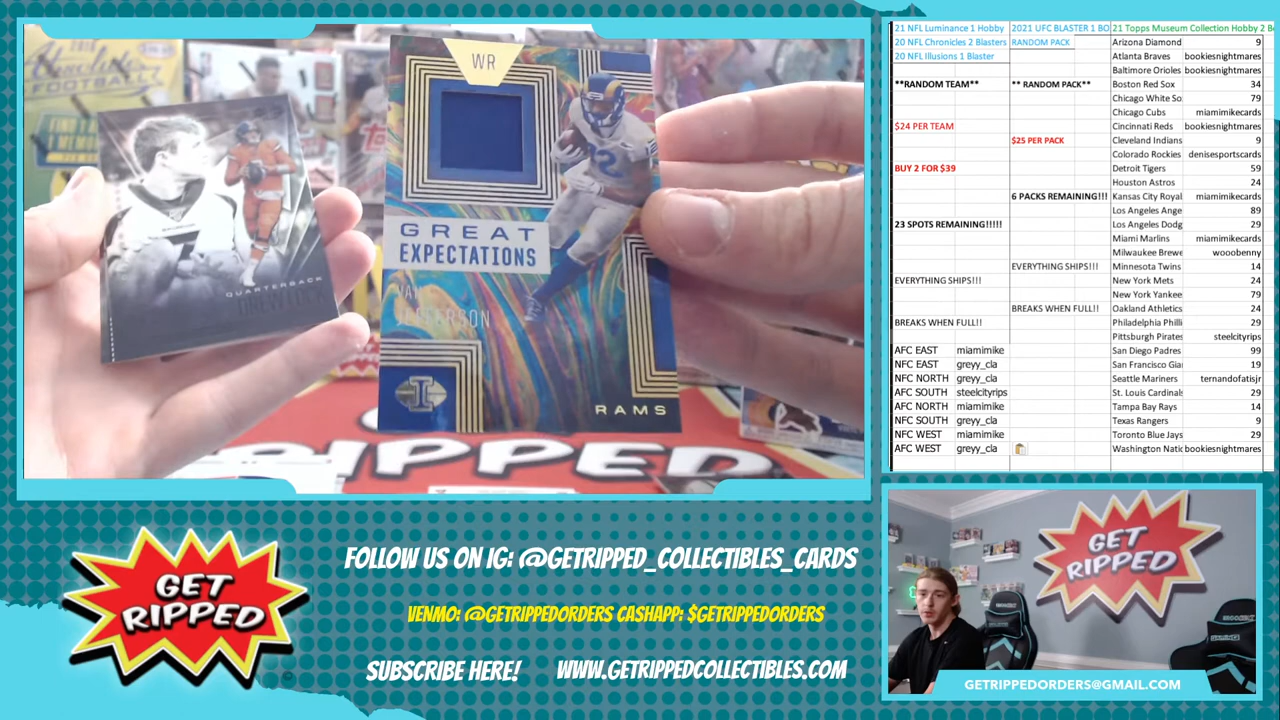 WR
GREAT
EXPECTATIONS
JEFFERSON
RAMS
QUARTERBACK
FOOTBALL
RIPPED
21 NFL Luminance 1 Hobby
20 NFL Chronicles 2 Blasters
20 NFL Illusions 1 Blaster
**RANDOM TEAM**
$24 PER TEAM
BUY 2 FOR $39
23 SPOTS REMAINING!!!!!
EVERYTHING SHIPS!!!
BREAKS WHEN FULL!!
AFC EAST miamimike
NFC EAST greyy_cla
NFC NORTH greyy_cla
AFC SOUTH steelcityrips
AFC NORTH miamimike
NFC SOUTH greyy_cla
NFC WEST miamimike
AFC WEST greyy_cla
2021 UFC BLASTER 1 BO
RANDOM PACK
** RANDOM PACK**
$25 PER PACK
6 PACKS REMAINING!!!
EVERYTHING SHIPS!!!
BREAKS WHEN FULL!!
21 Topps Museum Collection Hobby 2 B
Arizona Diamond 9
Atlanta Braves bookiesnightmares
Baltimore Orioles bookiesnightmares
Boston Red Sox 34
Chicago White So 79
Chicago Cubs miamimikecards
Cincinnati Reds bookiesnightmares
Cleveland Indians 9
Colorado Rockies denisesportscards
Detroit Tigers 59
Houston Astros 24
Kansas City Royal miamimikecards
Los Angeles Ange 89
Los Angeles Dodg 29
Miami Marlins miamimikecards
Milwaukee Brewe wooobenny
Minnesota Twins 14
New York Mets 24
New York Yankee 79
Oakland Athletics 24
Philadelphia Philli 29
Pittsburgh Pirates steelcityrips
San Diego Padres 99
San Francisco Gia 19
Seattle Mariners ternandofatisjr
St. Louis Cardinals 29
Tampa Bay Rays 14
Texas Rangers 9
Toronto Blue Jays 29
Washington Natic bookiesnightmares
GET
RIPPED
FOLLOW US ON IG: @GETRIPPED_COLLECTIBLES_CARDS
VENMO: @GETRIPPEDORDERS CASHAPP: $GETRIPPEDORDERS
SUBSCRIBE HERE! WWW.GETRIPPEDCOLLECTIBLES.COM
GET
RIPPED
GETRIPPEDORDERS@GMAIL.COM